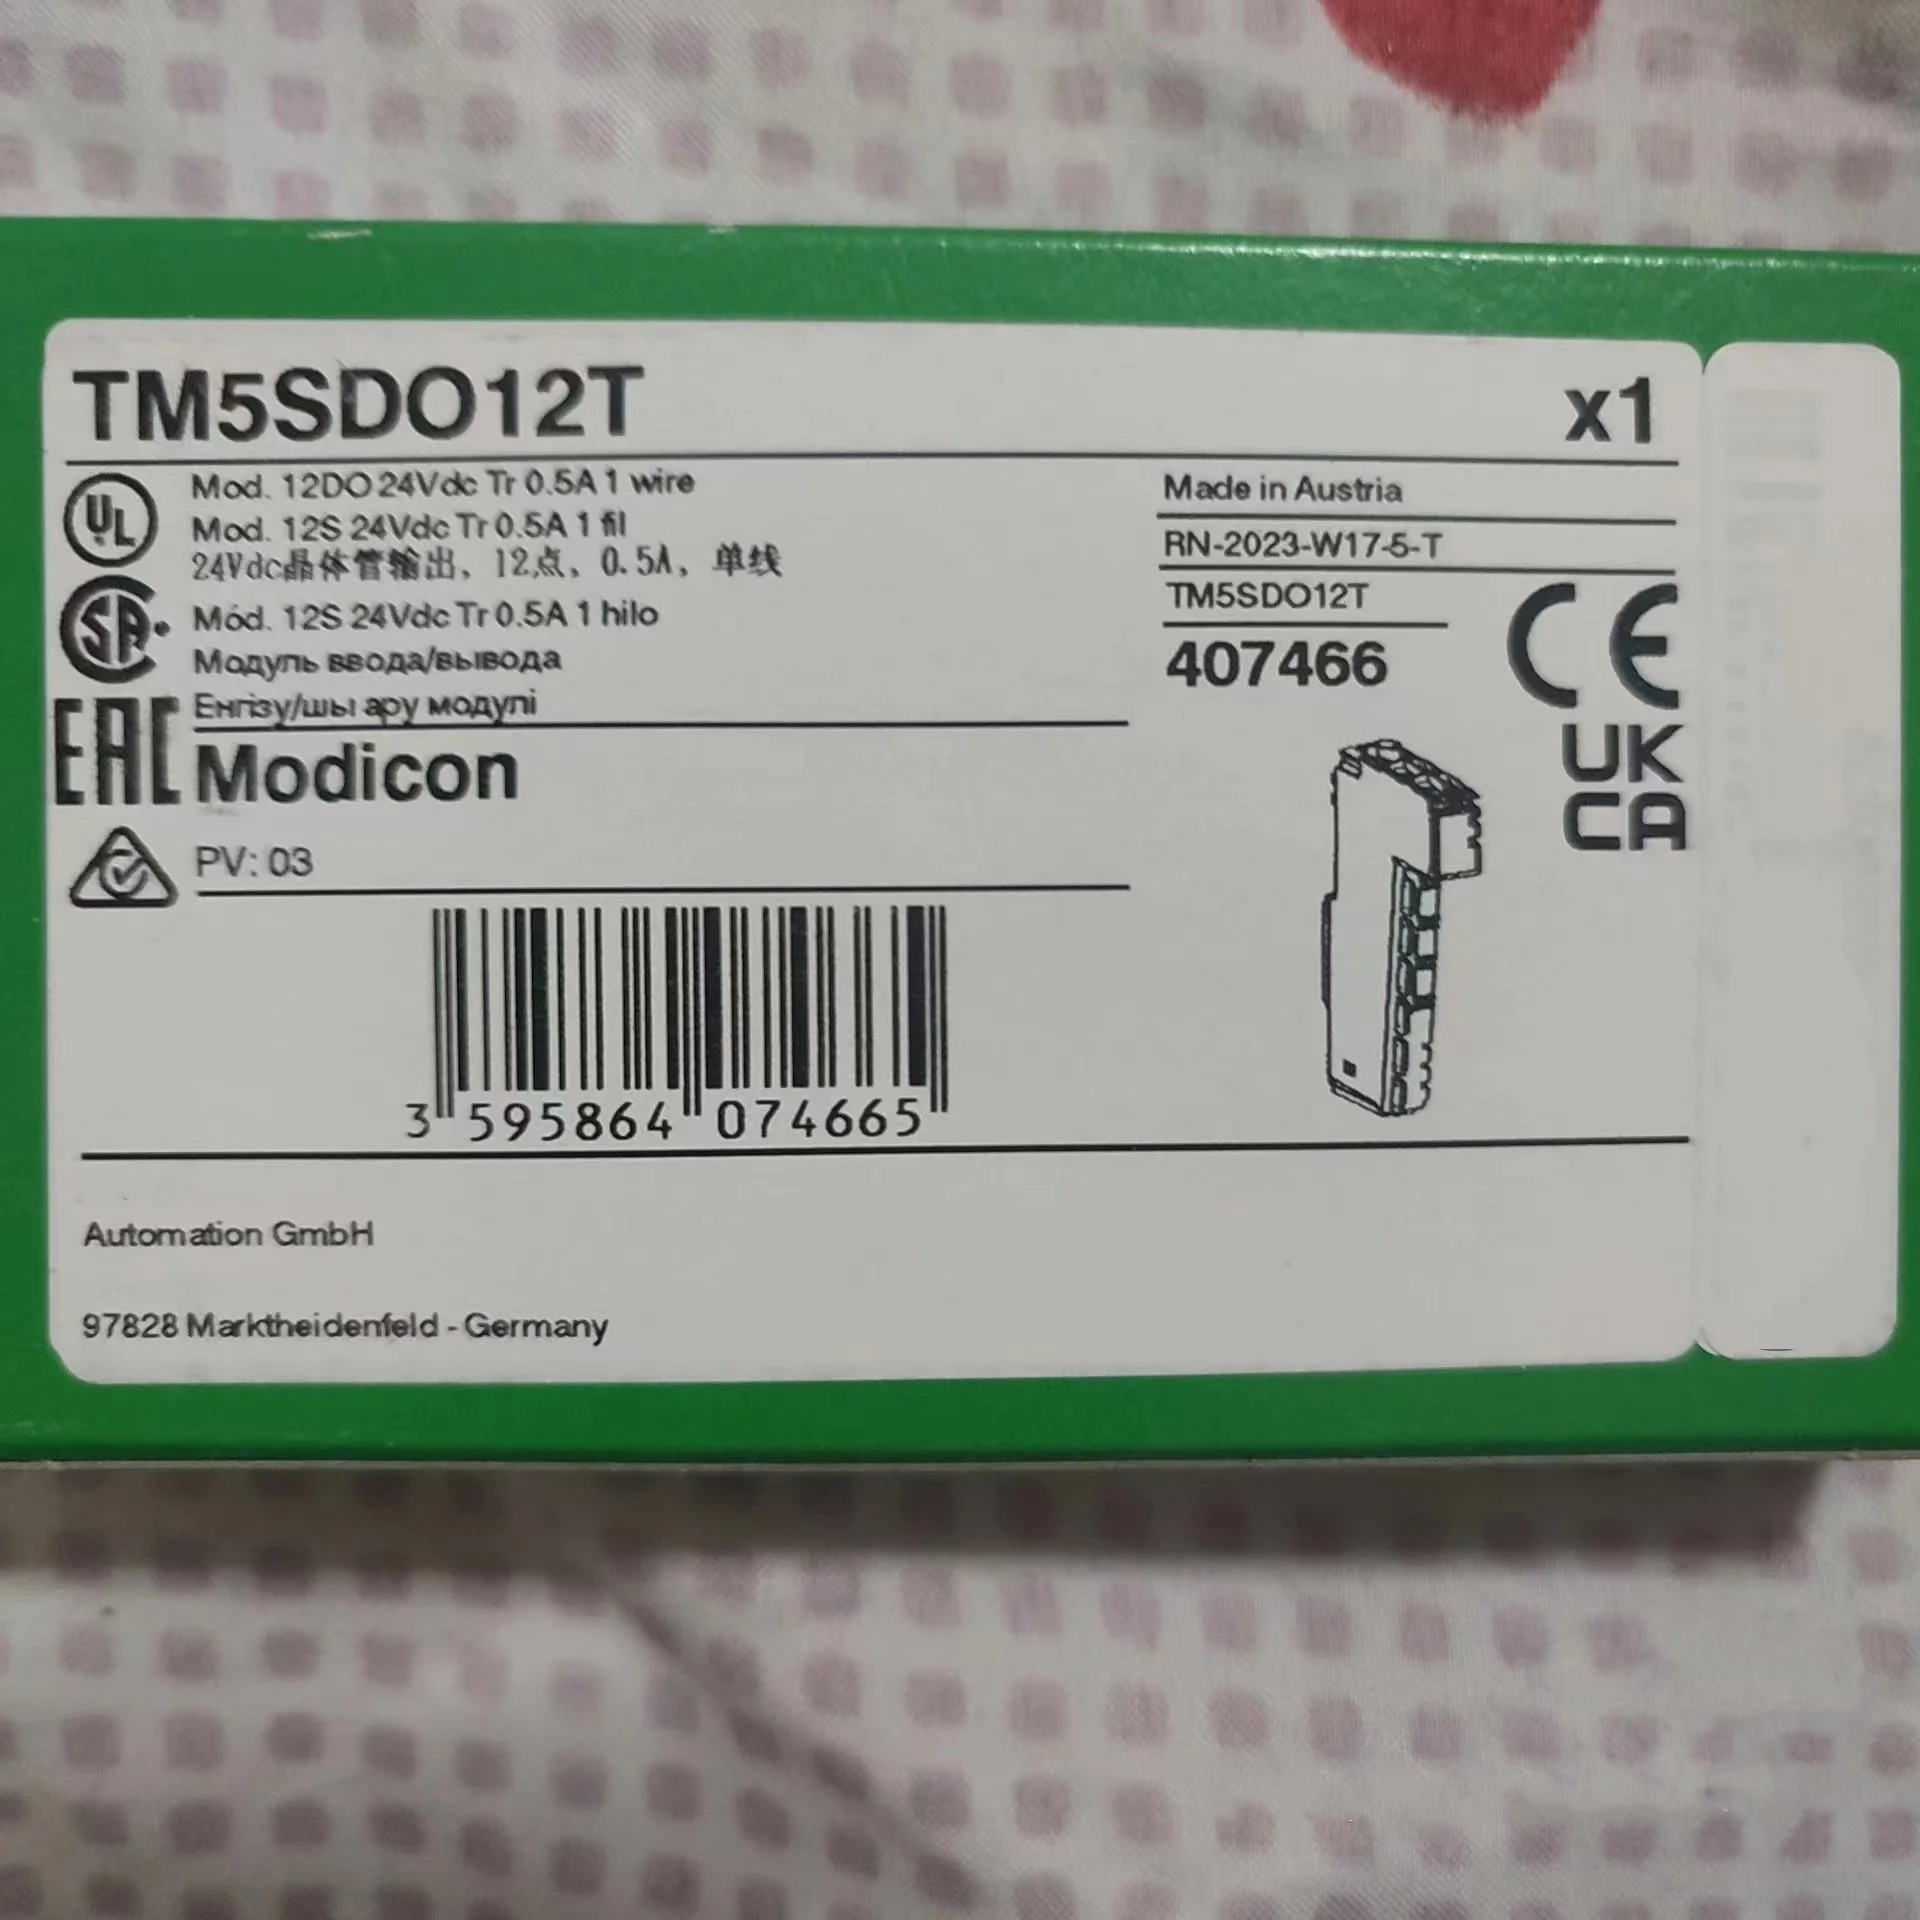 TM5SDO12T
x1
Mod. 12DO 24Vdc Tr 0.5A 1 wire
Mod. 12S 24Vdc Tr 0.5A 1 fil
24Vdc晶体管输出，12点，0.5A，单线
Mód. 12S 24Vdc Tr 0.5A 1 hilo
Модуль ввода/вывода
Енгізу/шы ару модулі
Modicon
PV: 03
Made in Austria
RN-2023-W17-5-T
TM5SDO12T
407466
UL
SA
EAC
CE
UK
CA
3 595864 074665
Automation GmbH
97828 Marktheidenfeld - Germany